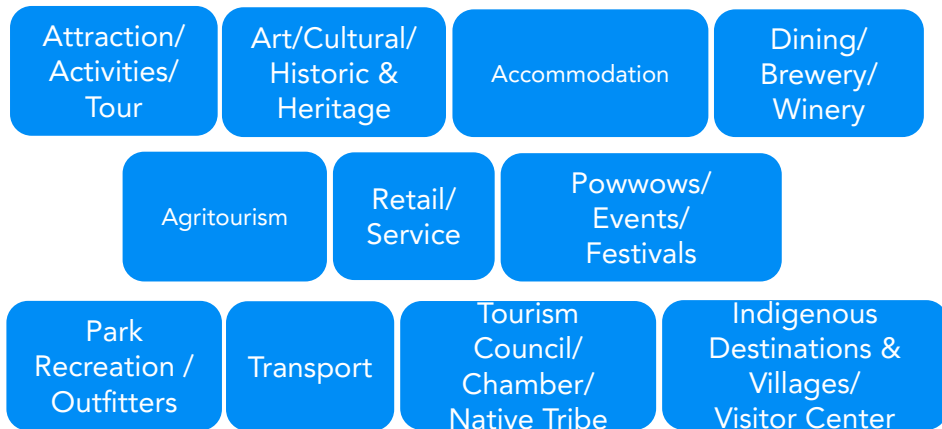 Attraction/
Activities/
Tour
Art/Cultural/
Historic &
Heritage
Accommodation
Dining/
Brewery/
Winery
Agritourism
Retail/
Service
Powwows/
Events/
Festivals
Park
Recreation /
Outfitters
Transport
Tourism
Council/
Chamber/
Native Tribe
Indigenous
Destinations &
Villages/
Visitor Center